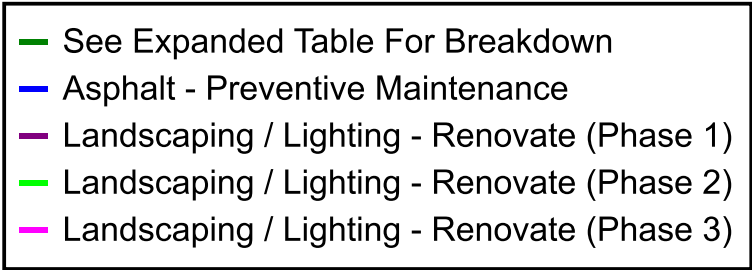 See Expanded Table For Breakdown
Asphalt - Preventive Maintenance
Landscaping / Lighting - Renovate (Phase 1)
Landscaping / Lighting - Renovate (Phase 2)
Landscaping / Lighting - Renovate (Phase 3)